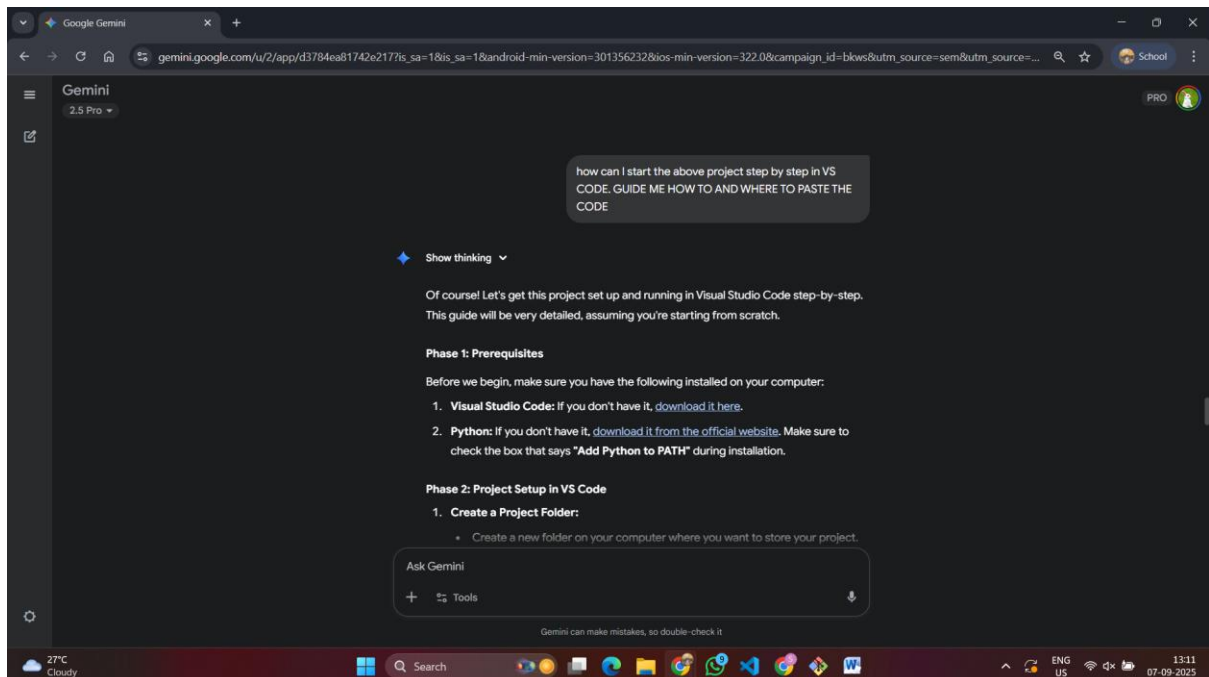 Google Gemini
gemini.google.com/u/2/app/d3784ea81742e217?is_sa=1&is_sa=1&android-min-version=301356232&ios-min-version=322.0&campaign_id=bkws&utm_source=sem&utm_source=...
School
Gemini
2.5 Pro
PRO
how can I start the above project step by step in VS
CODE. GUIDE ME HOW TO AND WHERE TO PASTE THE
CODE
Show thinking
Of course! Let's get this project set up and running in Visual Studio Code step-by-step.
This guide will be very detailed, assuming you're starting from scratch.
Phase 1: Prerequisites
Before we begin, make sure you have the following installed on your computer:
1. Visual Studio Code: If you don't have it, download it here.
2. Python: If you don't have it, download it from the official website. Make sure to
check the box that says "Add Python to PATH" during installation.
Phase 2: Project Setup in VS Code
1. Create a Project Folder:
• Create a new folder on your computer where you want to store your project.
Ask Gemini
Tools
Gemini can make mistakes, so double-check it
27°C
Cloudy
Search
9
ENG
US
13:11
07-09-2025